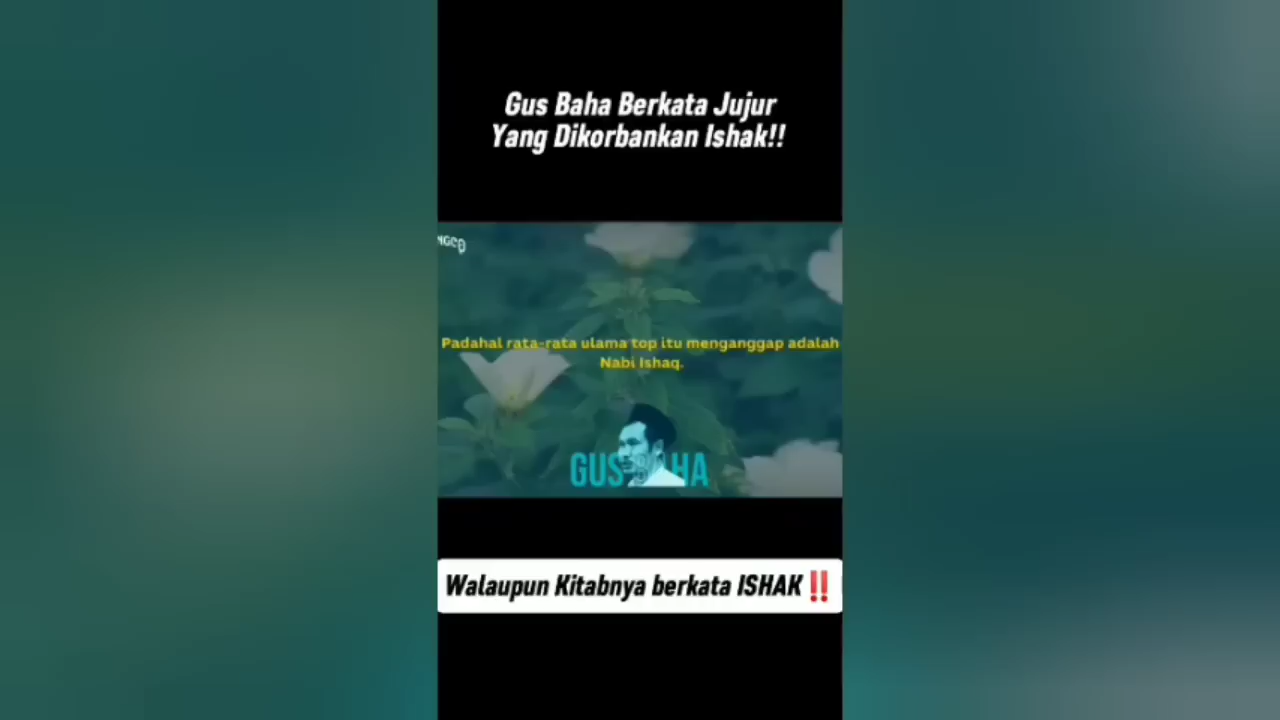 Gus Baha Berkata Jujur
Yang Dikorbankan Ishak!!
Padahal rata-rata ulama top itu menganggap adalah
Nabi Ishaq.
GUS BAHA
Walaupun Kitabnya berkata ISHAK‼️